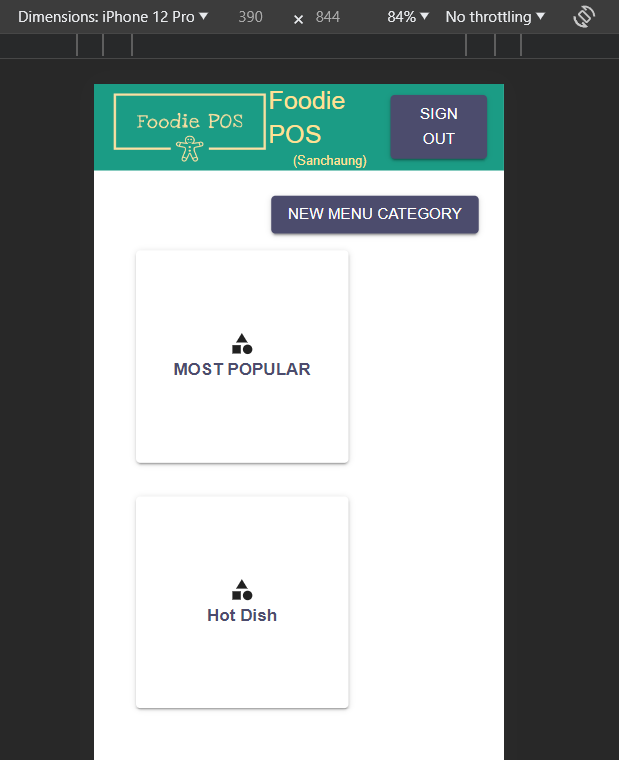 Dimensions: iPhone 12 Pro 390 × 844 84% No throttling
Foodie POS
Foodie
POS
(Sanchaung)
SIGN
OUT
NEW MENU CATEGORY
MOST POPULAR
Hot Dish